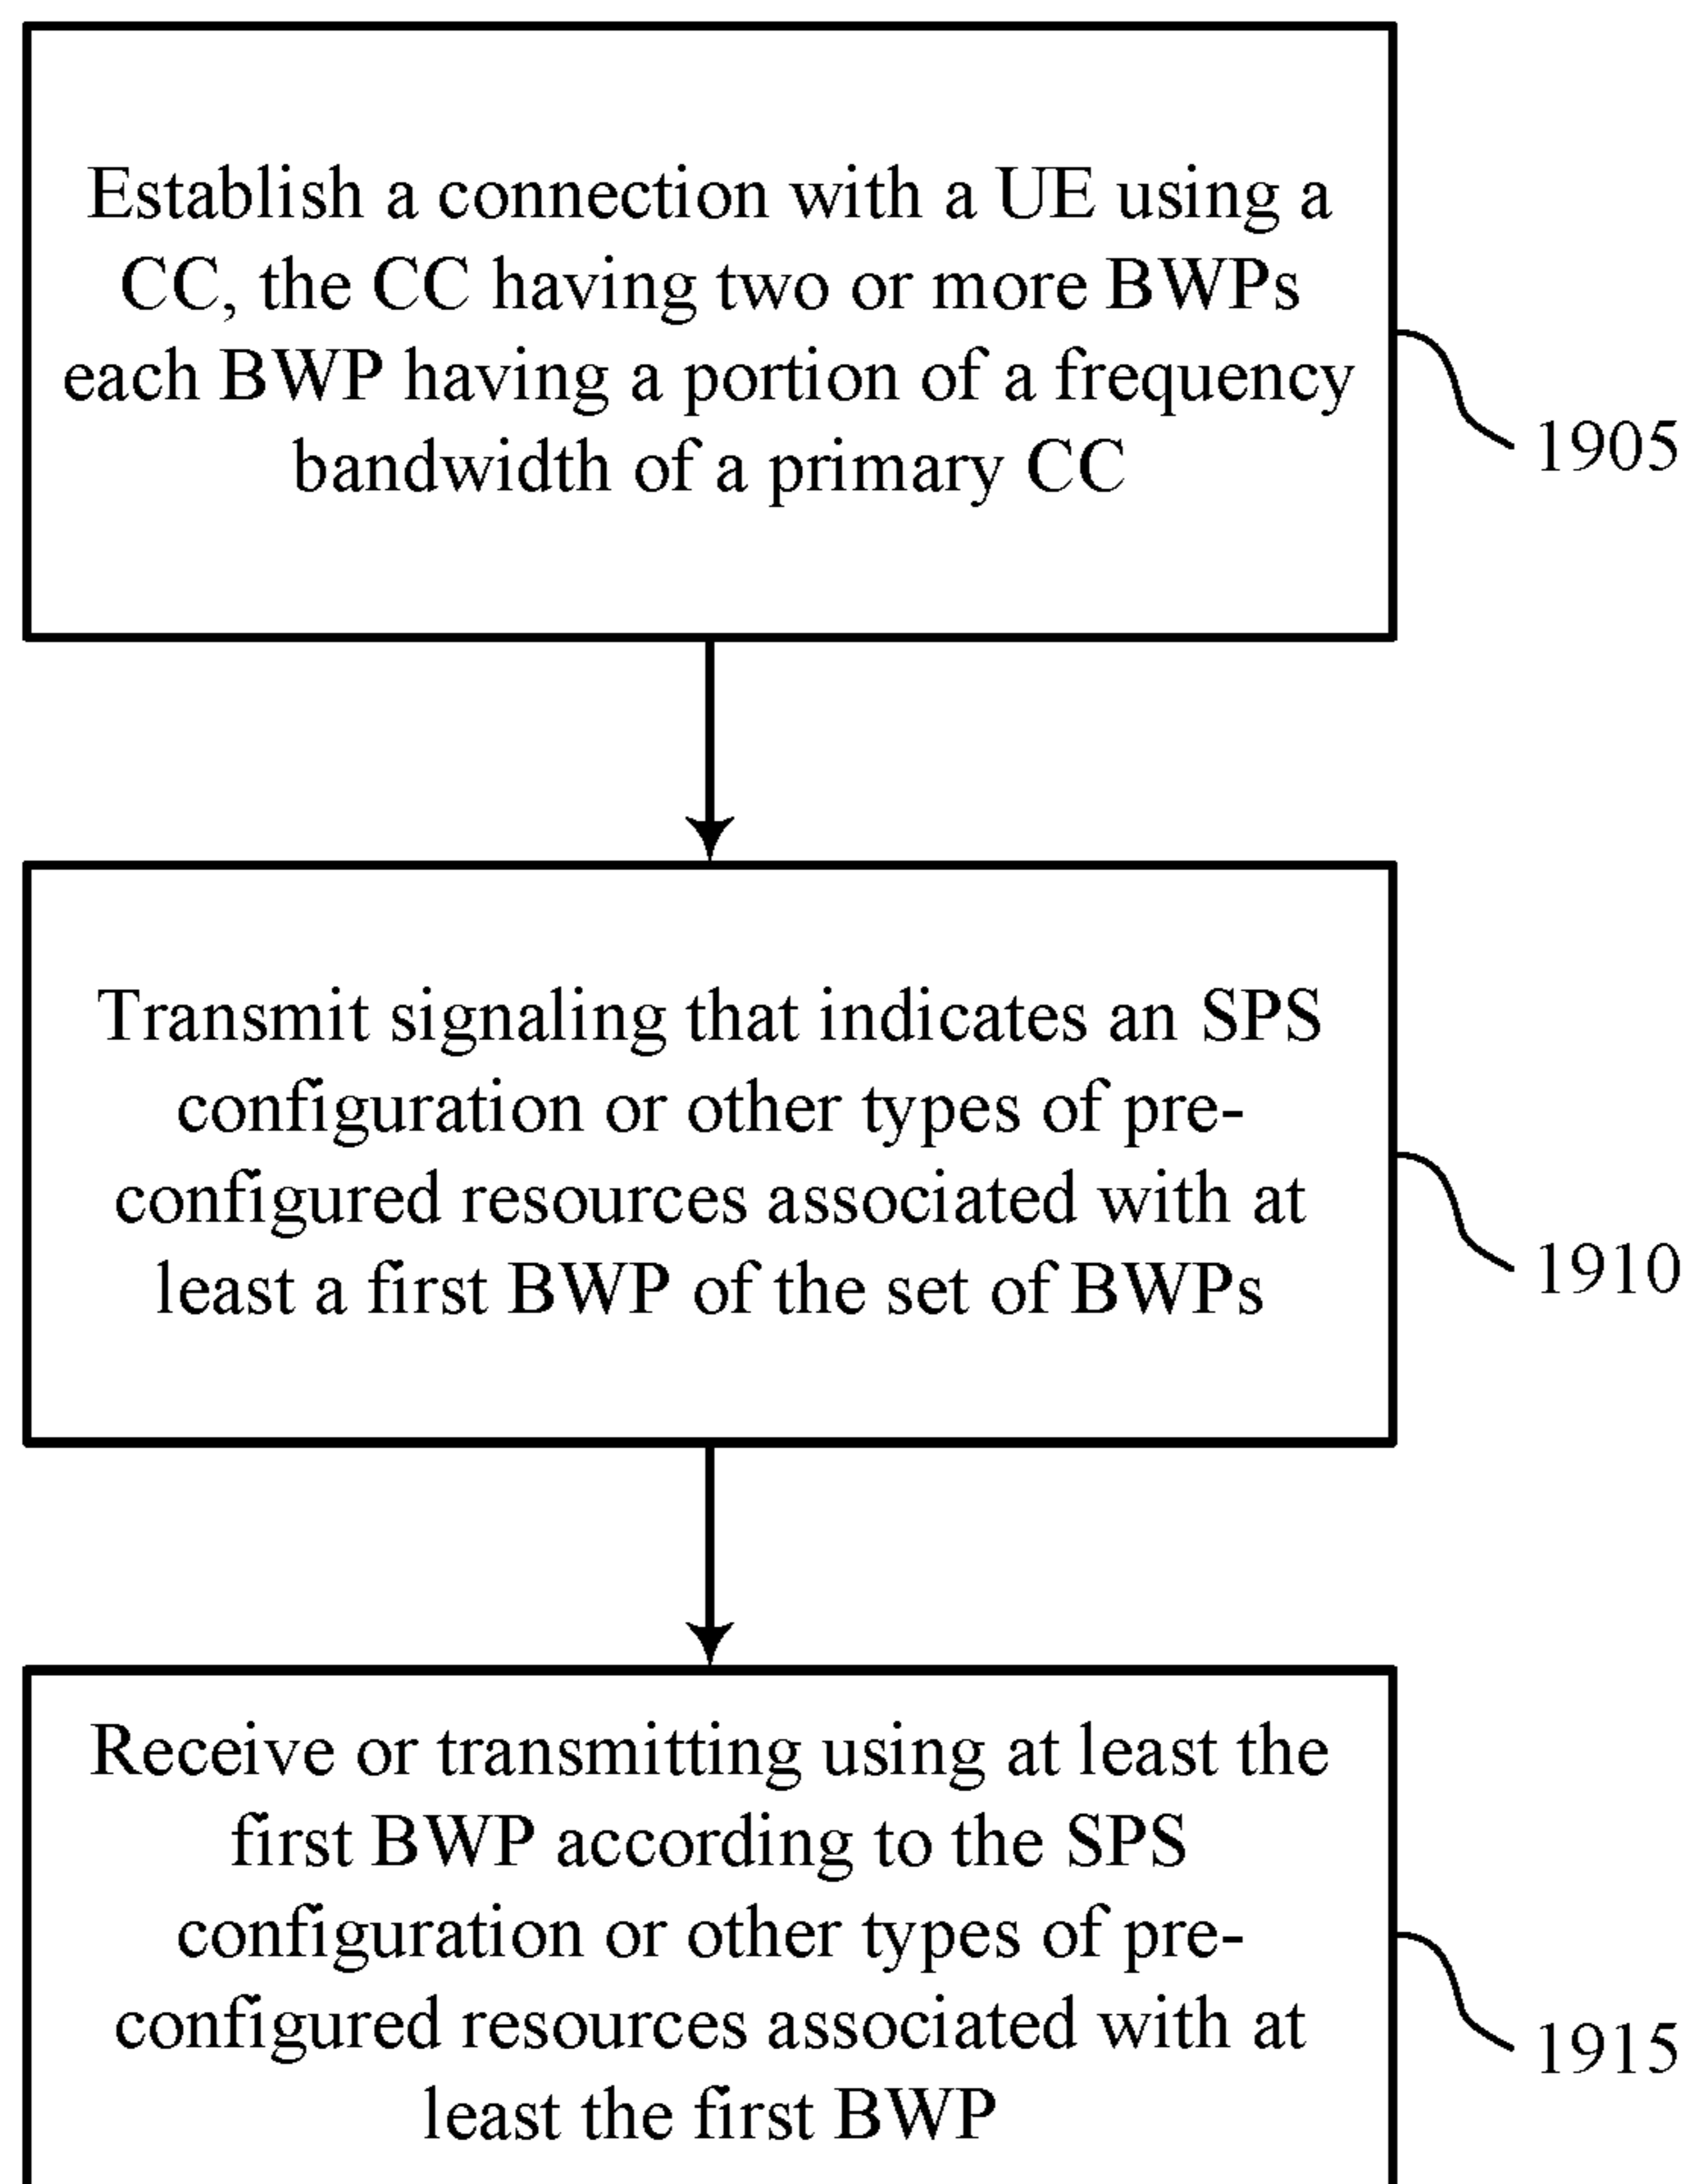 Establish a connection with a UE using a
CC, the CC having two or more BWPs
each BWP having a portion of a frequency
bandwidth of a primary CC
1905
Transmit signaling that indicates an SPS
configuration or other types of pre-
configured resources associated with at
least a first BWP of the set of BWPs
1910
Receive or transmitting using at least the
first BWP according to the SPS
configuration or other types of pre-
configured resources associated with at
least the first BWP
1915